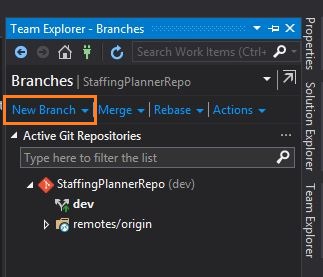 Team Explorer - Branches
Search Work Items (Ctrl+
Branches | StaffingPlannerRepo
New Branch | Merge | Rebase | Actions
Active Git Repositories
Type here to filter the list
StaffingPlannerRepo (dev)
dev
remotes/origin
Properties
Solution Explorer
Team Explorer